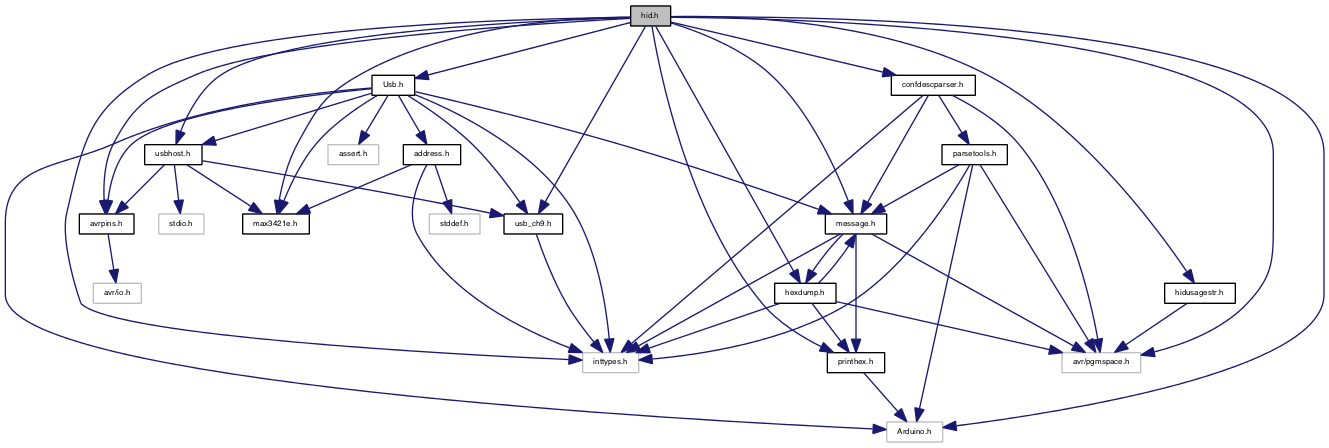 hid.h
Usb.h
confdescparser.h
usbhost.h
assert.h
address.h
parsetools.h
avrpins.h
stdio.h
max3421e.h
stddef.h
usb_ch9.h
message.h
avr/io.h
hexdump.h
hidusagestr.h
inttypes.h
printhex.h
avr/pgmspace.h
Arduino.h